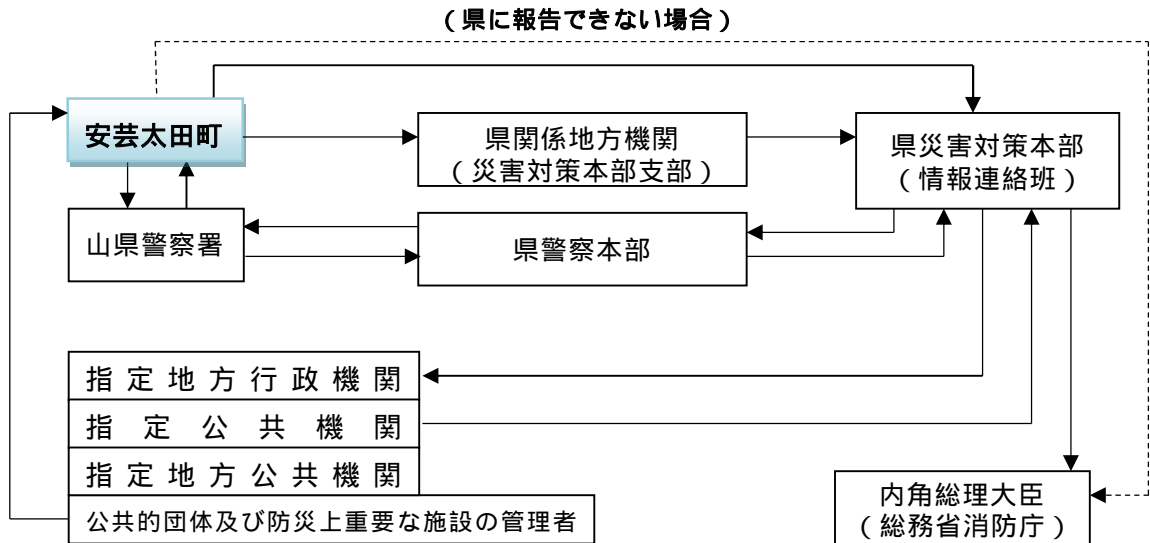 （県に報告できない場合）
安芸太田町
県関係地方機関
（災害対策本部支部）
県災害対策本部
（情報連絡班）
山県警察署
県警察本部
指定地方行政機関
指定公共機関
指定地方公共機関
公共的団体及び防災上重要な施設の管理者
内角総理大臣
（総務省消防庁）